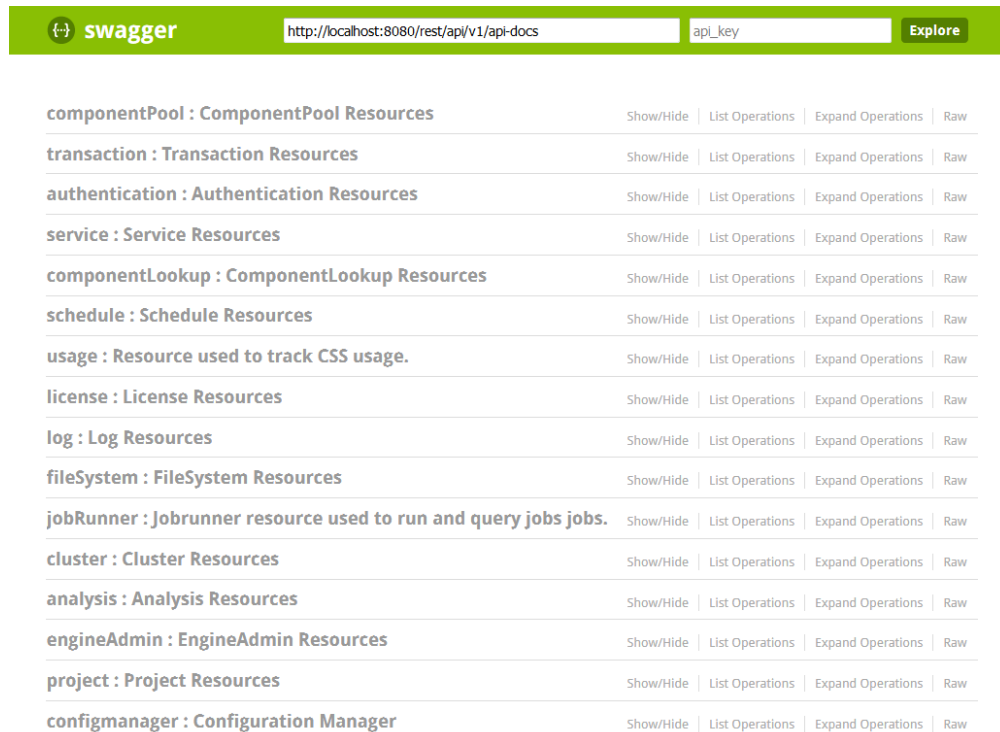 {··} swagger http://localhost:8080/rest/api/v1/api-docs api_key Explore
componentPool : ComponentPool Resources Show/Hide List Operations Expand Operations Raw
transaction : Transaction Resources Show/Hide List Operations Expand Operations Raw
authentication : Authentication Resources Show/Hide List Operations Expand Operations Raw
service : Service Resources Show/Hide List Operations Expand Operations Raw
componentLookup : ComponentLookup Resources Show/Hide List Operations Expand Operations Raw
schedule : Schedule Resources Show/Hide List Operations Expand Operations Raw
usage : Resource used to track CSS usage. Show/Hide List Operations Expand Operations Raw
license : License Resources Show/Hide List Operations Expand Operations Raw
log : Log Resources Show/Hide List Operations Expand Operations Raw
fileSystem : FileSystem Resources Show/Hide List Operations Expand Operations Raw
jobRunner : Jobrunner resource used to run and query jobs jobs. Show/Hide List Operations Expand Operations Raw
cluster : Cluster Resources Show/Hide List Operations Expand Operations Raw
analysis : Analysis Resources Show/Hide List Operations Expand Operations Raw
engineAdmin : EngineAdmin Resources Show/Hide List Operations Expand Operations Raw
project : Project Resources Show/Hide List Operations Expand Operations Raw
configmanager : Configuration Manager Show/Hide List Operations Expand Operations Raw